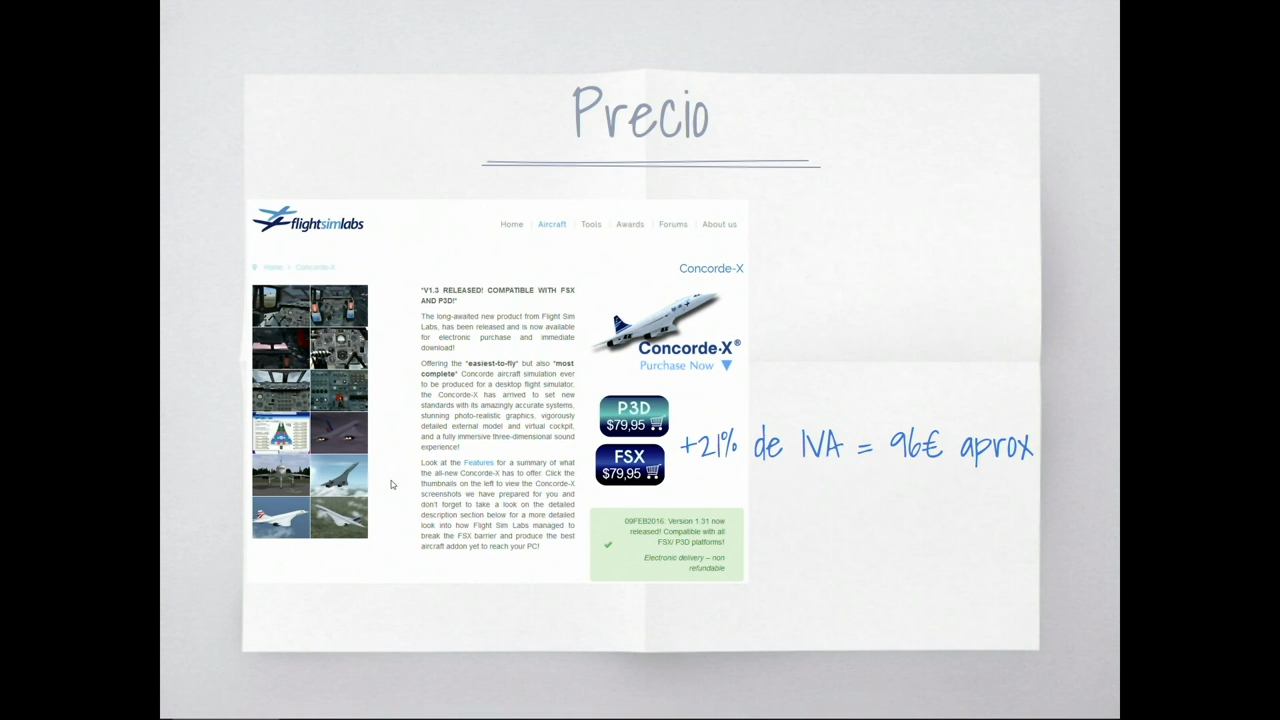 Precio
flightsimlabs
Home Aircraft Tools Awards Forums About us
Home > Concorde-X
Concorde-X
*V1.3 RELEASED! COMPATIBLE WITH FSX
AND P3D!*
The long-awaited new product from Flight Sim
Labs, has been released and is now available
for electronic purchase and immediate
download!
Offering the *easiest-to-fly* but also *most
complete* Concorde aircraft simulation ever
to be produced for a desktop flight simulator,
the Concorde-X has arrived to set new
standards with its amazingly accurate systems,
stunning photo-realistic graphics, vigorously
detailed external model and virtual cockpit,
and a fully immersive three-dimensional sound
experience!
Look at the Features for a summary of what
the all-new Concorde-X has to offer. Click the
thumbnails on the left to view the Concorde-X
screenshots we have prepared for you and
don't forget to take a look on the detailed
description section below for a more detailed
look into how Flight Sim Labs managed to
break the FSX barrier and produce the best
aircraft addon yet to reach your PC!
Concorde-X®
Purchase Now ▼
P3D
$79,95
FSX
$79,95
+21% de IVA = 96€ aprox
09FEB2016: Version 1.31 now
released! Compatible with all
FSX/ P3D platforms!
Electronic delivery – non
refundable